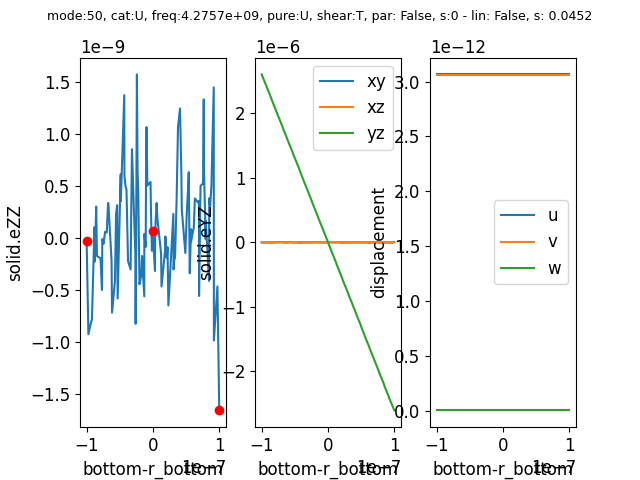 mode:50, cat:U, freq:4.2757e+09, pure:U, shear:T, par: False, s:0 - lin: False, s: 0.0452
1e−9
1.5
1.0
0.5
0.0
−0.5
−1.0
−1.5
solid.eZZ
−1 0 1
1e−7
bottom-r_bottom
1e−6
2
0
−1
−2
solid.eYZ
xy
xz
yz
−1 0 1
1e−7
bottom-r_bottom
1e−12
3.0
2.5
2.0
1.5
1.0
0.5
0.0
displacement
u
v
w
−1 0 1
1e−7
bottom-r_bottom